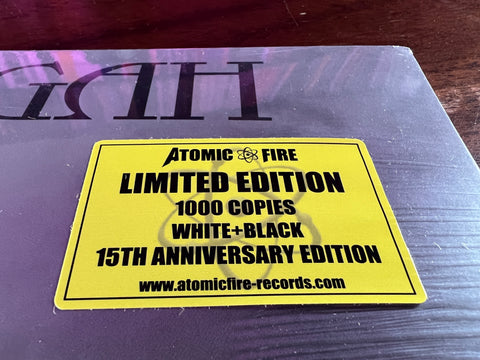 ATOMIC FIRE
LIMITED EDITION
1000 COPIES
WHITE+BLACK
15TH ANNIVERSARY EDITION
www.atomicfire-records.com